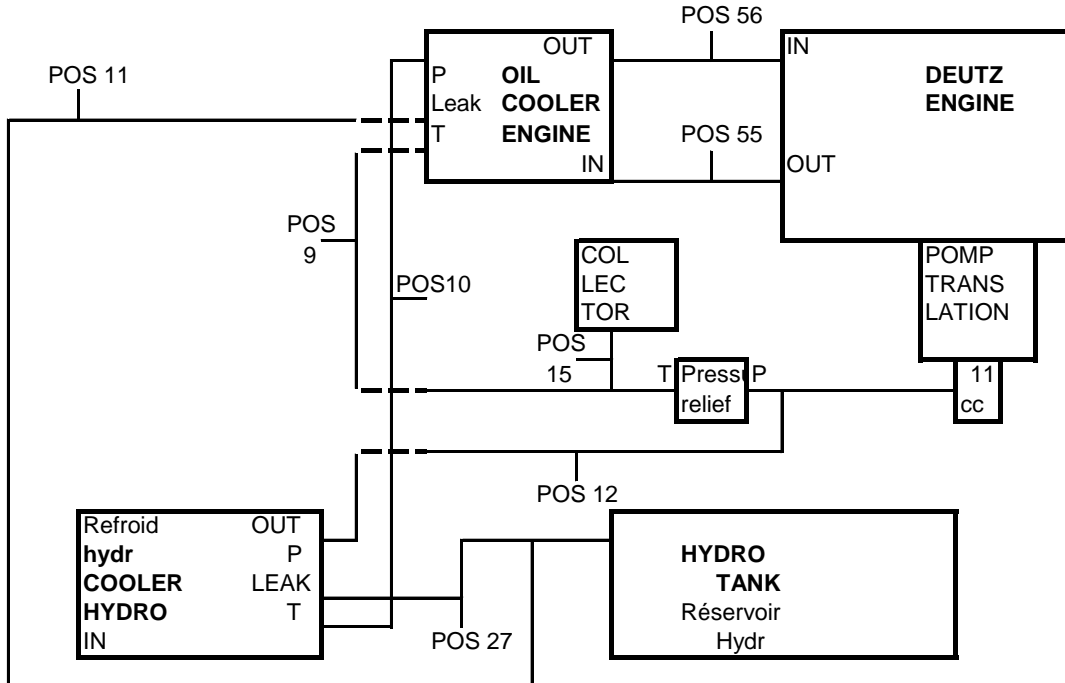 POS 56
OUT
IN
POS 11
P
OIL
DEUTZ
Leak
COOLER
ENGINE
T
ENGINE
POS 55
IN
OUT
POS
9
COL
LEC
TOR
POMP
TRANS
LATION
POS10
POS
15
T
Pressu
P
relief
11
cc
POS 12
Refroid
OUT
hydr
P
COOLER
LEAK
HYDRO
T
IN
POS 27
HYDRO
TANK
Réservoir
Hydr